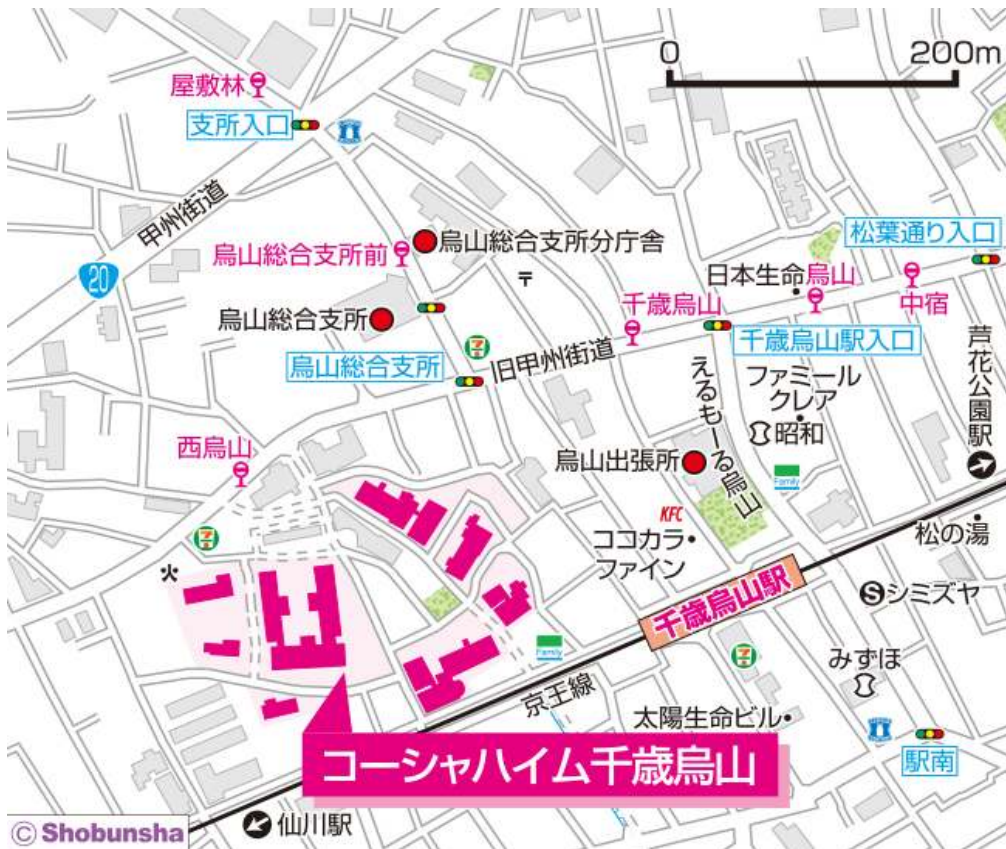 0 200m
屋敷林
支所入口
甲州街道
20
烏山総合支所前
烏山総合支所分庁舎
〒
烏山総合支所
烏山総合支所
7
旧甲州街道
千歳烏山
日本生命
烏山
松葉通り入口
中宿
千歳烏山駅入口
芦花公園駅
えるもーる烏山
ファミール
クレア
昭和
西烏山
烏山出張所
Family
KFC
ココカラ
ファイン
松の湯
7
千歳烏山駅
S シミズヤ
Family
7
みずほ
京王線
太陽生命ビル
駅南
コーシャハイム千歳烏山
仙川駅
© Shobunsha